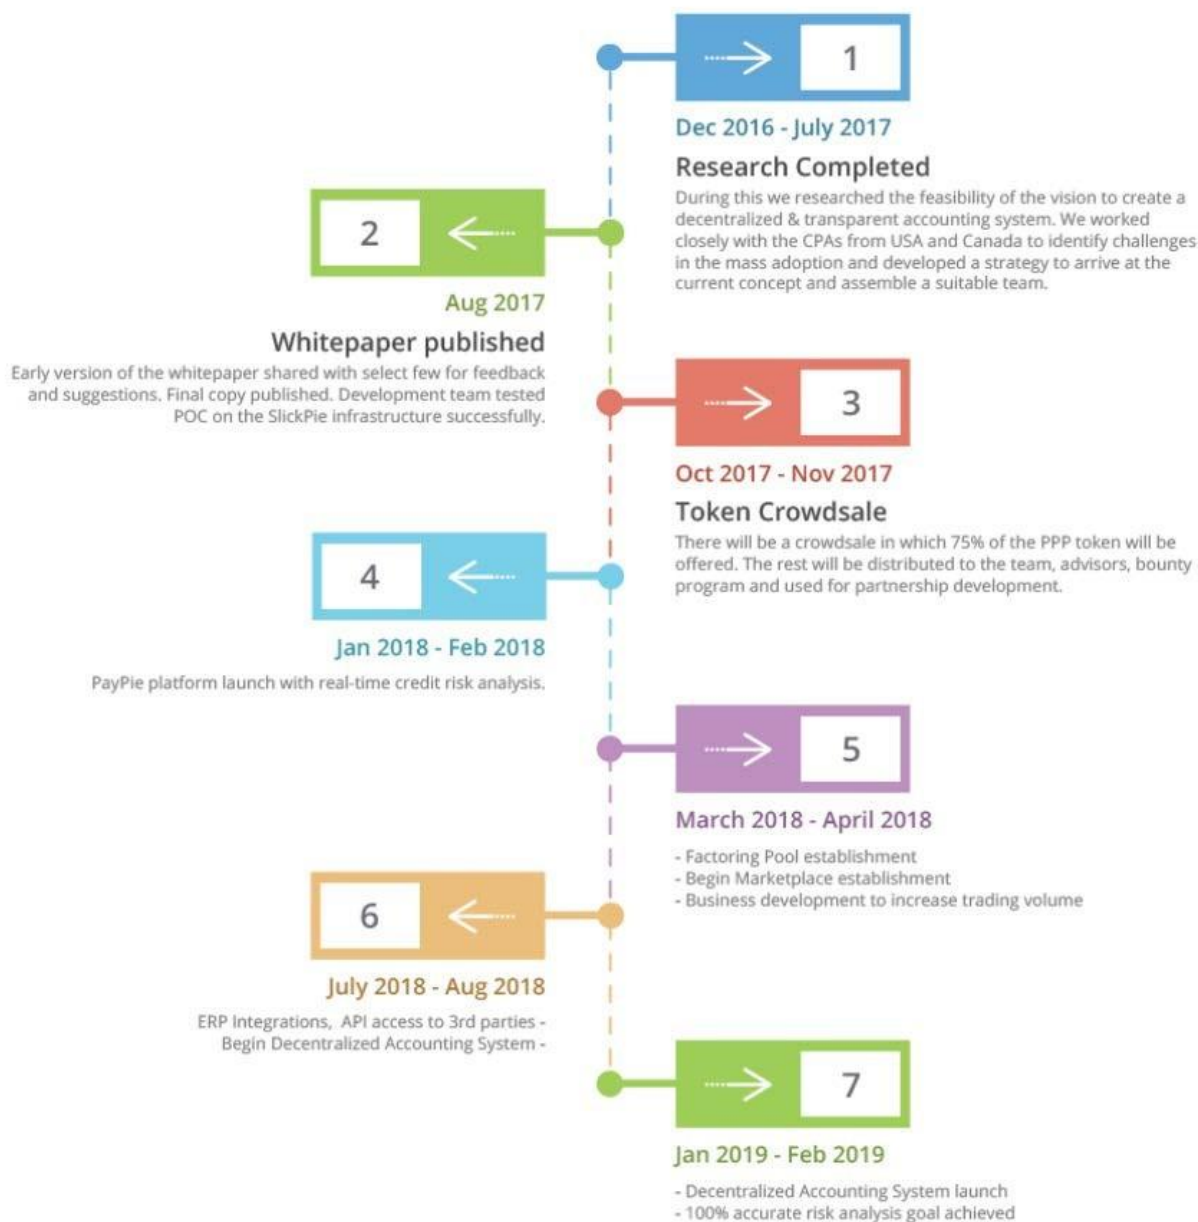 1
Dec 2016 - July 2017
Research Completed
During this we researched the feasibility of the vision to create a
decentralized & transparent accounting system. We worked
closely with the CPAs from USA and Canada to identify challenges
in the mass adoption and developed a strategy to arrive at the
current concept and assemble a suitable team.
2
Aug 2017
Whitepaper published
Early version of the whitepaper shared with select few for feedback
and suggestions. Final copy published. Development team tested
POC on the SlickPie infrastructure successfully.
3
Oct 2017 - Nov 2017
Token Crowdsale
There will be a crowdsale in which 75% of the PPP token will be
offered. The rest will be distributed to the team, advisors, bounty
program and used for partnership development.
4
Jan 2018 - Feb 2018
PayPie platform launch with real-time credit risk analysis.
5
March 2018 - April 2018
- Factoring Pool establishment
- Begin Marketplace establishment
- Business development to increase trading volume
6
July 2018 - Aug 2018
ERP Integrations, API access to 3rd parties -
Begin Decentralized Accounting System -
7
Jan 2019 - Feb 2019
- Decentralized Accounting System launch
- 100% accurate risk analysis goal achieved